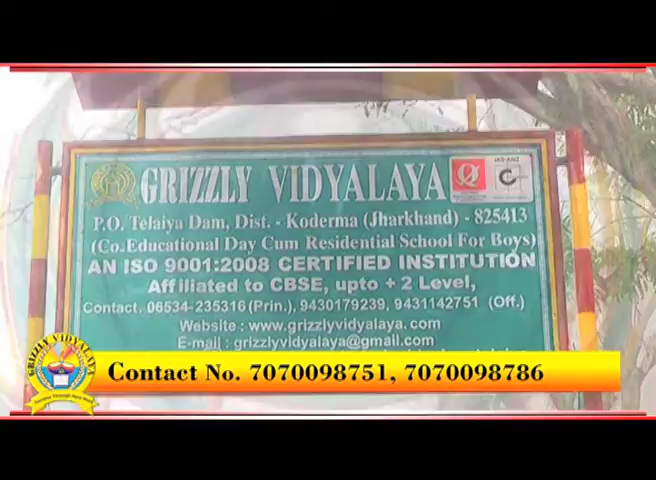 GRIZZLY VIDYALAYA
JAS-ANZ
P.O. Telaiya Dam, Dist. - Koderma (Jharkhand) - 825413
(Co.Educational Day Cum Residential School For Boys)
AN ISO 9001:2008 CERTIFIED INSTITUTION
Affiliated to CBSE, upto + 2 Level,
Contact. 06534-235316 (Prin.), 9430179239, 9431142751 (Off.)
Website : www.grizzlyvidyalaya. com
E-mail : grizzlyvidyalaya@gmail.com
GRIZZLY VIDYALAYA
Contact No. 7070098751, 7070098786